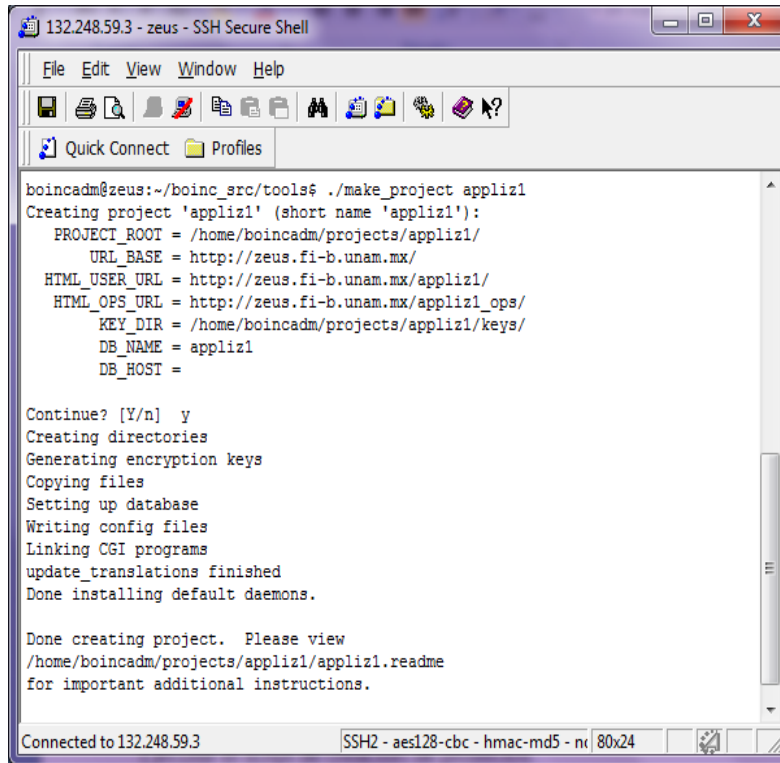 132.248.59.3 - zeus - SSH Secure Shell
File Edit View Window Help
Quick Connect Profiles
boincadm@zeus:~/boinc_src/tools$ ./make_project appliz1
Creating project 'appliz1' (short name 'appliz1'):
PROJECT_ROOT = /home/boincadm/projects/appliz1/
URL_BASE = http://zeus.fi-b.unam.mx/
HTML_USER_URL = http://zeus.fi-b.unam.mx/appliz1/
HTML_OPS_URL = http://zeus.fi-b.unam.mx/appliz1_ops/
KEY_DIR = /home/boincadm/projects/appliz1/keys/
DB_NAME = appliz1
DB_HOST =
Continue? [Y/n] y
Creating directories
Generating encryption keys
Copying files
Setting up database
Writing config files
Linking CGI programs
update_translations finished
Done installing default daemons.
Done creating project. Please view
/home/boincadm/projects/appliz1/appliz1.readme
for important additional instructions.
Connected to 132.248.59.3 SSH2 - aes128-cbc - hmac-md5 - 80x24